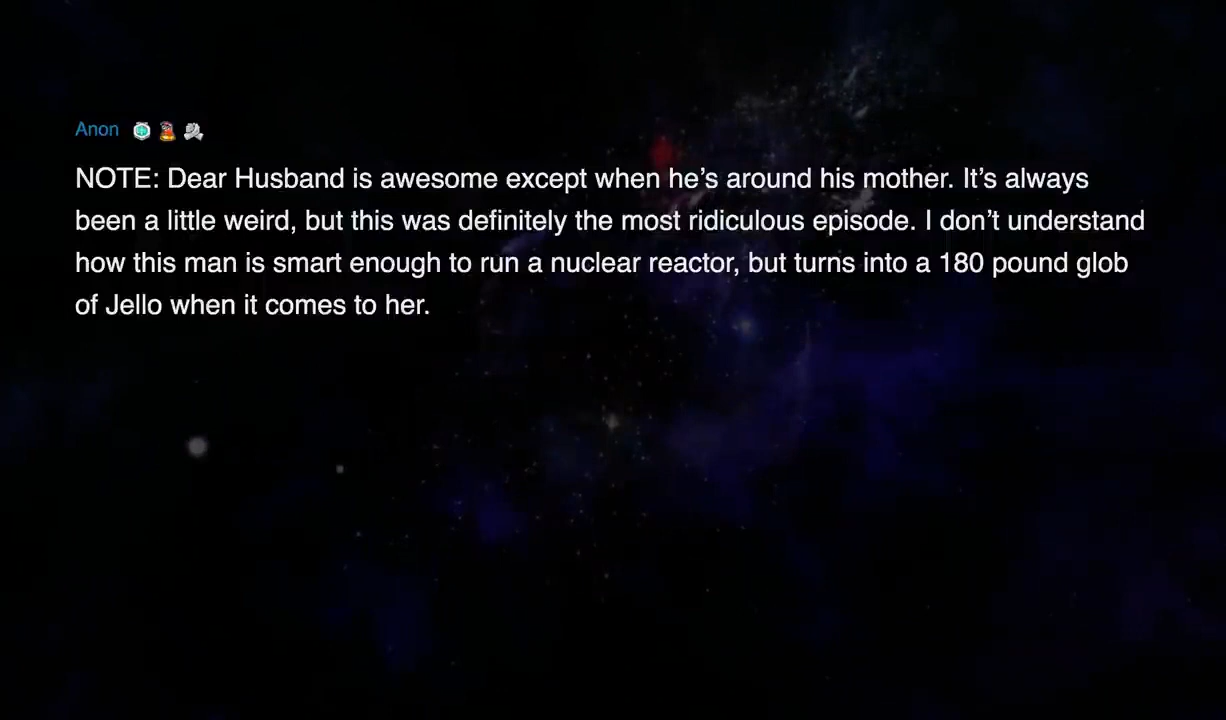 Anon
NOTE: Dear Husband is awesome except when he’s around his mother. It’s always
been a little weird, but this was definitely the most ridiculous episode. I don’t understand
how this man is smart enough to run a nuclear reactor, but turns into a 180 pound glob
of Jello when it comes to her.